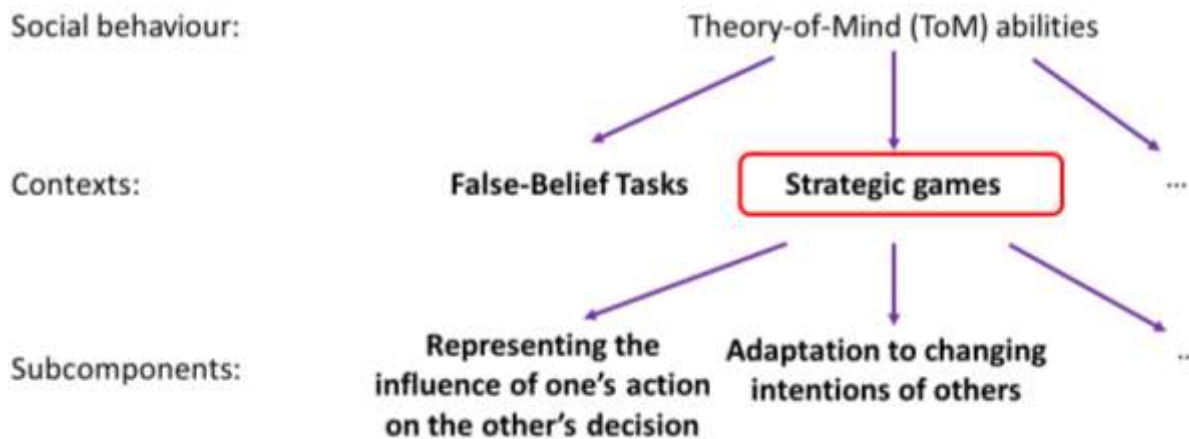 Social behaviour:
Theory-of-Mind (ToM) abilities
Contexts:
False-Belief Tasks
Strategic games
...
Subcomponents:
Representing the
influence of one's action
on the other's decision
Adaptation to changing
intentions of others
..